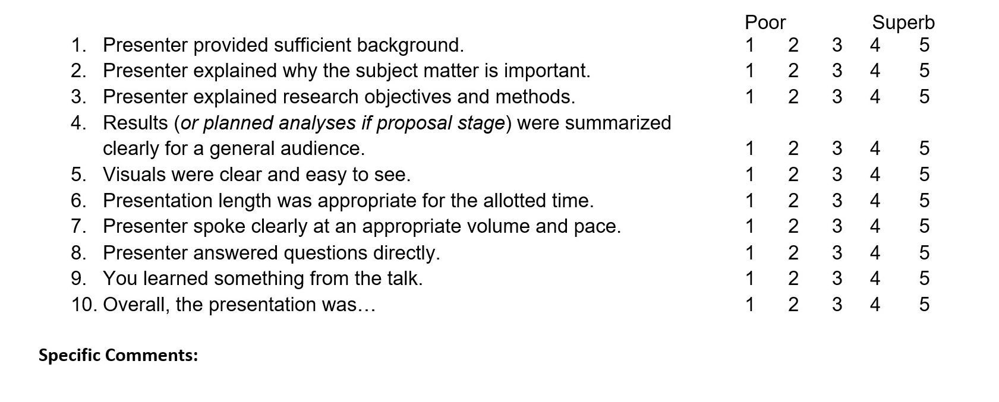 Poor Superb
1. Presenter provided sufficient background. 1 2 3 4 5
2. Presenter explained why the subject matter is important. 1 2 3 4 5
3. Presenter explained research objectives and methods. 1 2 3 4 5
4. Results (or planned analyses if proposal stage) were summarized
clearly for a general audience. 1 2 3 4 5
5. Visuals were clear and easy to see. 1 2 3 4 5
6. Presentation length was appropriate for the allotted time. 1 2 3 4 5
7. Presenter spoke clearly at an appropriate volume and pace. 1 2 3 4 5
8. Presenter answered questions directly. 1 2 3 4 5
9. You learned something from the talk. 1 2 3 4 5
10. Overall, the presentation was… 1 2 3 4 5
Specific Comments: